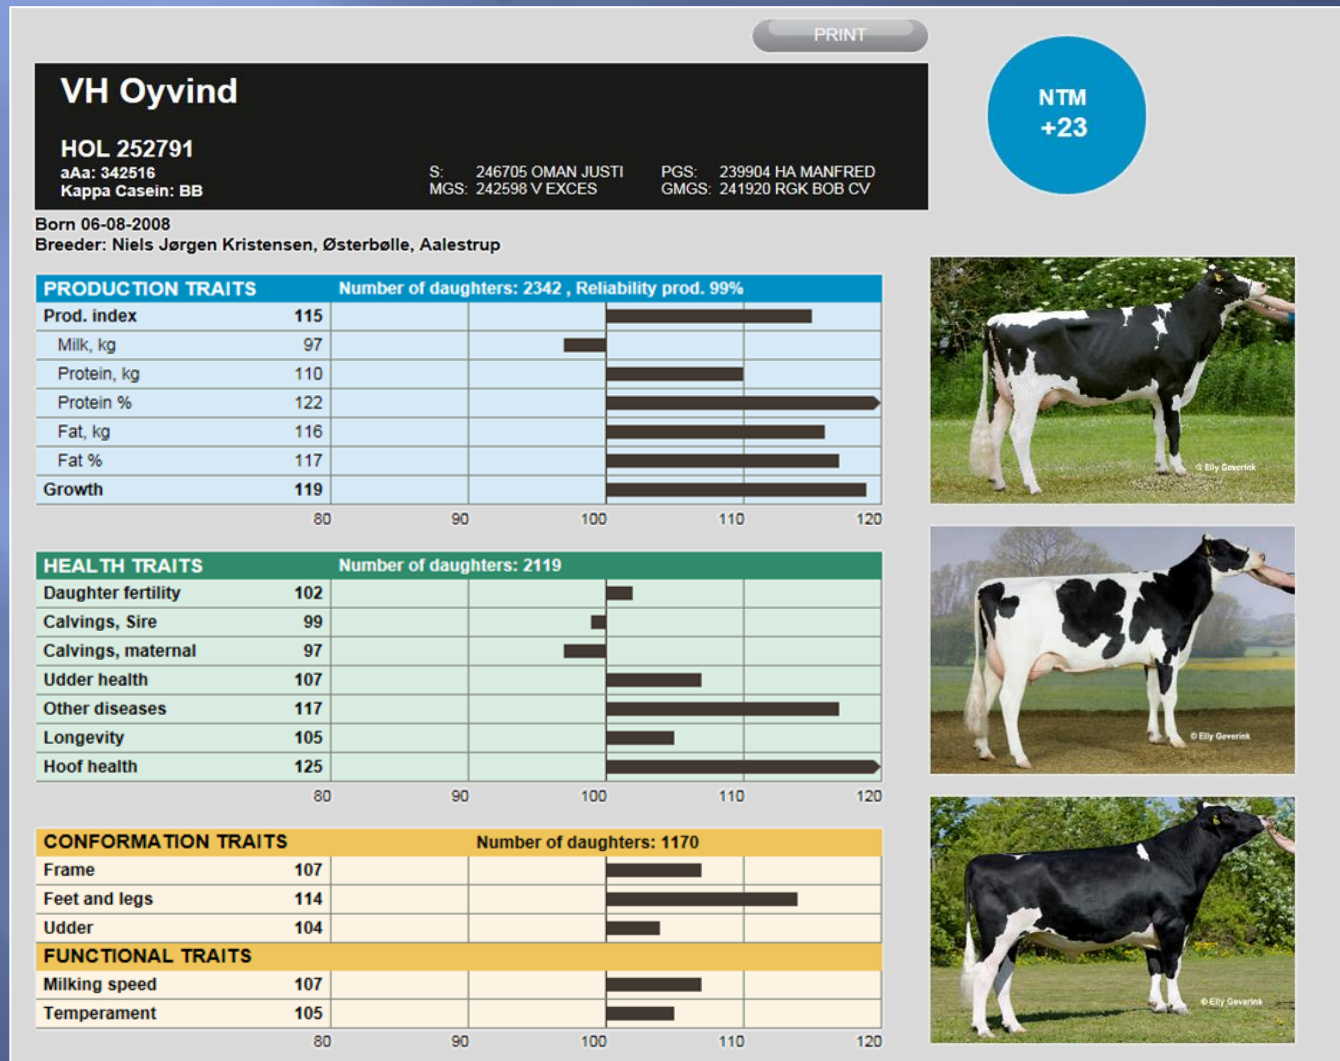 PRINT
VH Oyvind
NTM
+23
HOL 252791
aAa: 342516
Kappa Casein: BB
S: 246705 OMAN JUSTI PGS: 239904 HA MANFRED
MGS: 242598 V EXCES GMGS: 241920 RGK BOB CV
Born 06-08-2008
Breeder: Niels Jørgen Kristensen, Østerbølle, Aalestrup
PRODUCTION TRAITS Number of daughters: 2342 , Reliability prod. 99%
Prod. index 115
Milk, kg 97
Protein, kg 110
Protein % 122
Fat, kg 116
Fat % 117
Growth 119
80 90 100 110 120
HEALTH TRAITS Number of daughters: 2119
Daughter fertility 102
Calvings, Sire 99
Calvings, maternal 97
Udder health 107
Other diseases 117
Longevity 105
Hoof health 125
80 90 100 110 120
CONFORMATION TRAITS Number of daughters: 1170
Frame 107
Feet and legs 114
Udder 104
FUNCTIONAL TRAITS
Milking speed 107
Temperament 105
80 90 100 110 120
© Elly Geverink
© Elly Geverink
© Elly Geverink